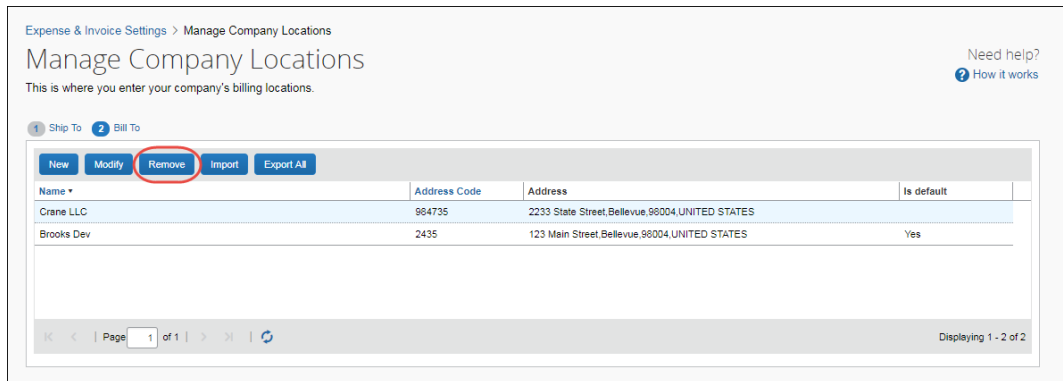 Expense & Invoice Settings > Manage Company Locations
Manage Company Locations
Need help?
? How it works
This is where you enter your company's billing locations.
1 Ship To 2 Bill To
New Modify Remove Import Export All
Name Address Code Address Is default
Crane LLC 984735 2233 State Street,Bellevue,98004,UNITED STATES
Brooks Dev 2435 123 Main Street,Bellevue,98004,UNITED STATES Yes
Page 1 of 1 Displaying 1 - 2 of 2